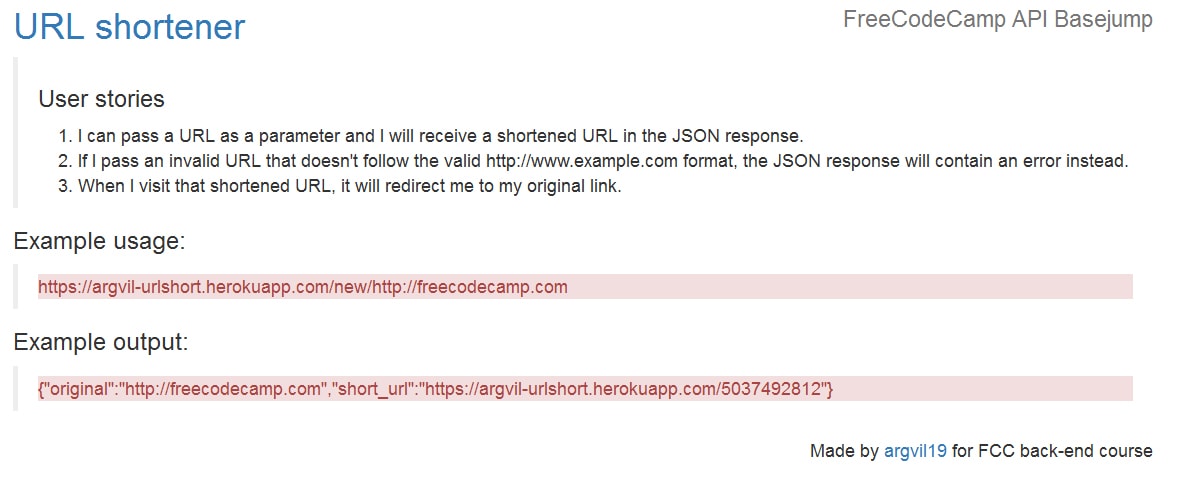 URL shortener
FreeCodeCamp API Basejump
User stories
1. I can pass a URL as a parameter and I will receive a shortened URL in the JSON response.
2. If I pass an invalid URL that doesn't follow the valid http://www.example.com format, the JSON response will contain an error instead.
3. When I visit that shortened URL, it will redirect me to my original link.
Example usage:
https://argvil-urlshort.herokuapp.com/new/http://freecodecamp.com
Example output:
{"original":"http://freecodecamp.com","short_url":"https://argvil-urlshort.herokuapp.com/5037492812"}
Made by argvil19 for FCC back-end course